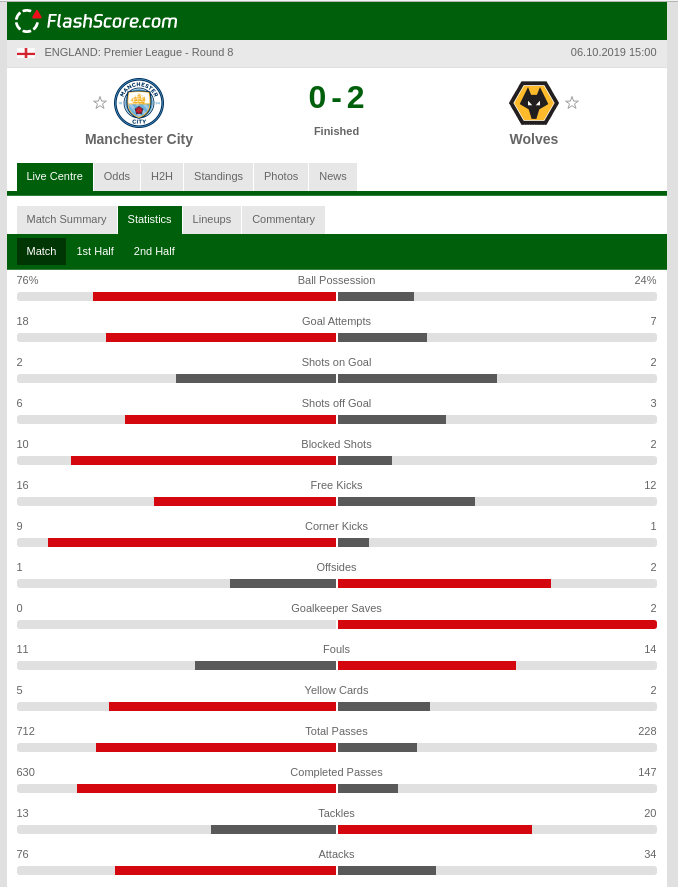 FlashScore.com
ENGLAND: Premier League - Round 8 06.10.2019 15:00
MANCHESTER CITY
0 - 2
Finished
Manchester City Wolves
Live Centre Odds H2H Standings Photos News
Match Summary Statistics Lineups Commentary
Match 1st Half 2nd Half
76% Ball Possession 24%
18 Goal Attempts 7
2 Shots on Goal 2
6 Shots off Goal 3
10 Blocked Shots 2
16 Free Kicks 12
9 Corner Kicks 1
1 Offsides 2
0 Goalkeeper Saves 2
11 Fouls 14
5 Yellow Cards 2
712 Total Passes 228
630 Completed Passes 147
13 Tackles 20
76 Attacks 34